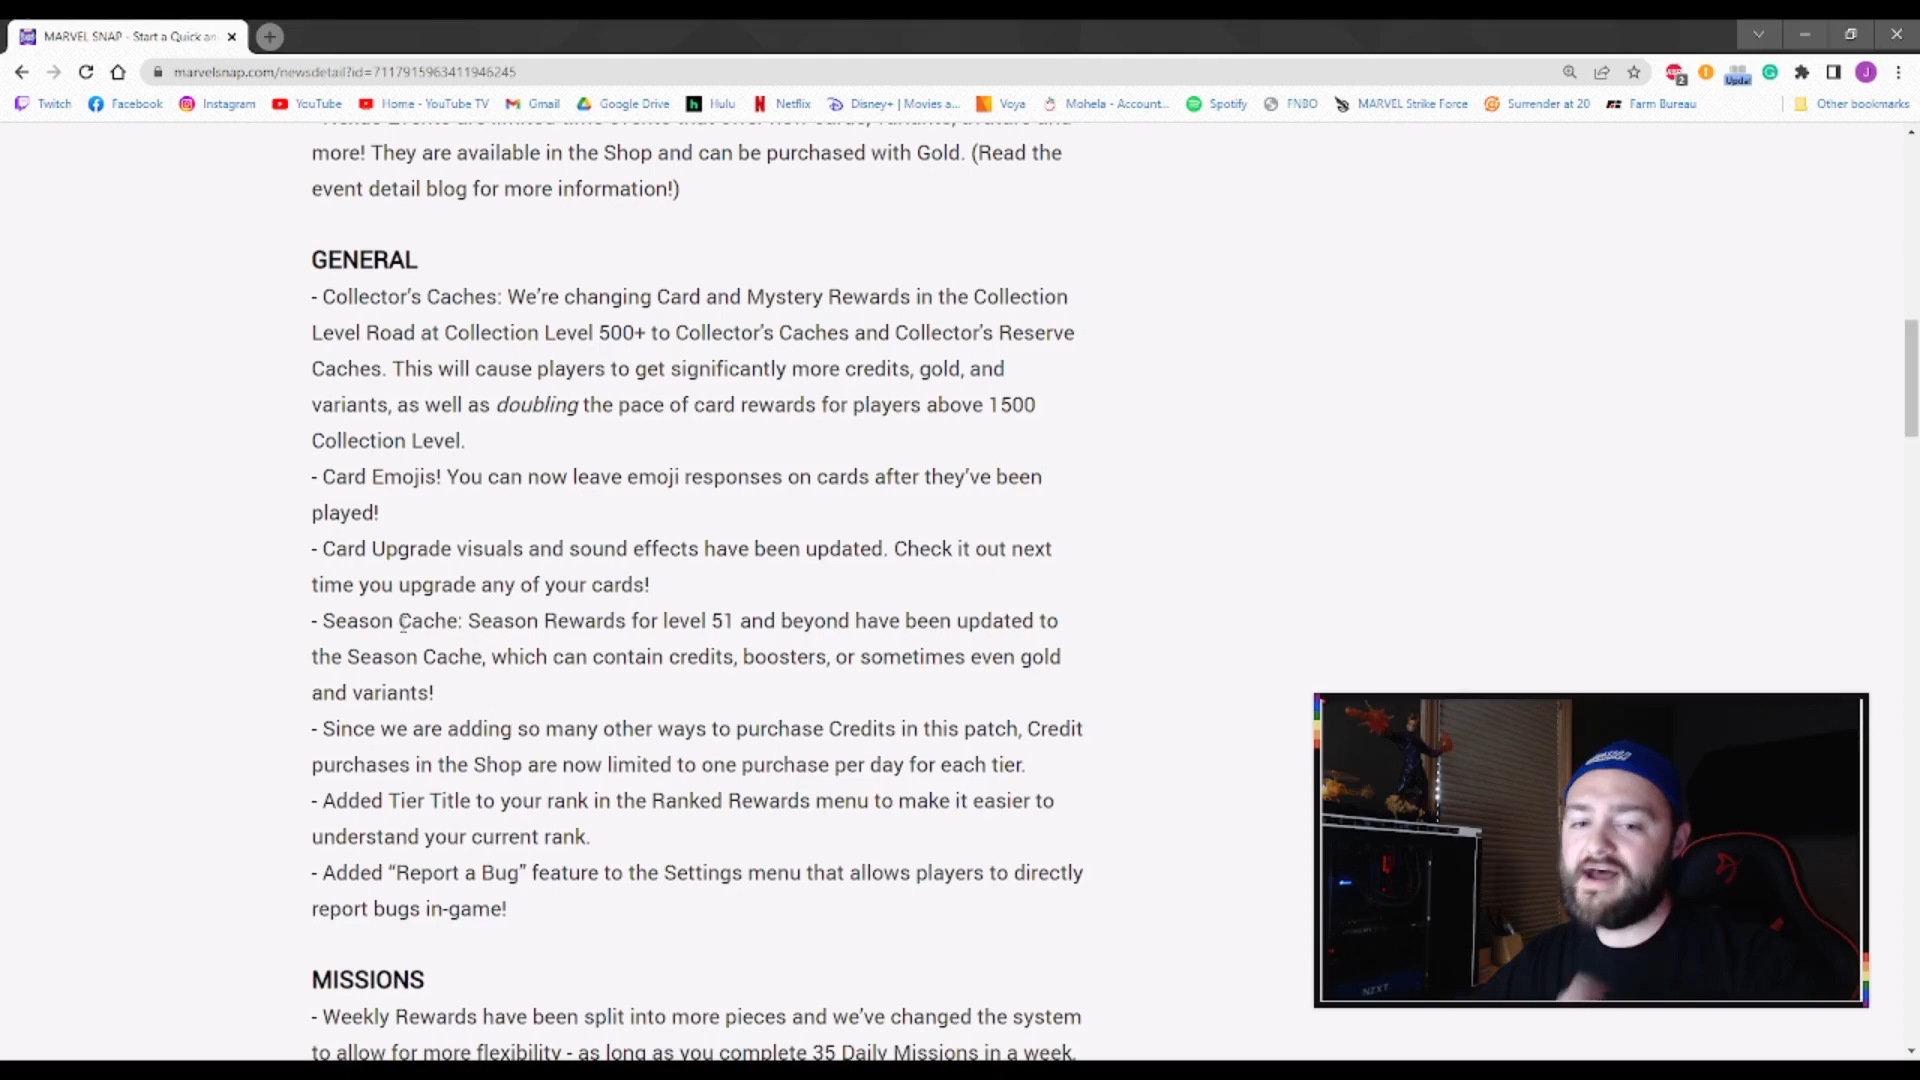 MARVEL SNAP - Start a Quick an
marvelsnap.com/newsdetail?id=7117915963411946245
2
Upda
J
Twitch Facebook Instagram YouTube Home - YouTube TV Gmail Google Drive Hulu Netflix Disney+ | Movies a... Voya Mohela - Account... Spotify FNBO MARVEL Strike Force Surrender at 20 Farm Bureau Other bookmarks
more! They are available in the Shop and can be purchased with Gold. (Read the
event detail blog for more information!)
GENERAL
- Collector’s Caches: We’re changing Card and Mystery Rewards in the Collection
Level Road at Collection Level 500+ to Collector’s Caches and Collector’s Reserve
Caches. This will cause players to get significantly more credits, gold, and
variants, as well as doubling the pace of card rewards for players above 1500
Collection Level.
- Card Emojis! You can now leave emoji responses on cards after they’ve been
played!
- Card Upgrade visuals and sound effects have been updated. Check it out next
time you upgrade any of your cards!
- Season Cache: Season Rewards for level 51 and beyond have been updated to
the Season Cache, which can contain credits, boosters, or sometimes even gold
and variants!
- Since we are adding so many other ways to purchase Credits in this patch, Credit
purchases in the Shop are now limited to one purchase per day for each tier.
- Added Tier Title to your rank in the Ranked Rewards menu to make it easier to
understand your current rank.
- Added “Report a Bug” feature to the Settings menu that allows players to directly
report bugs in-game!
MISSIONS
- Weekly Rewards have been split into more pieces and we’ve changed the system
to allow for more flexibility - as long as you complete 35 Daily Missions in a week,
NZXT